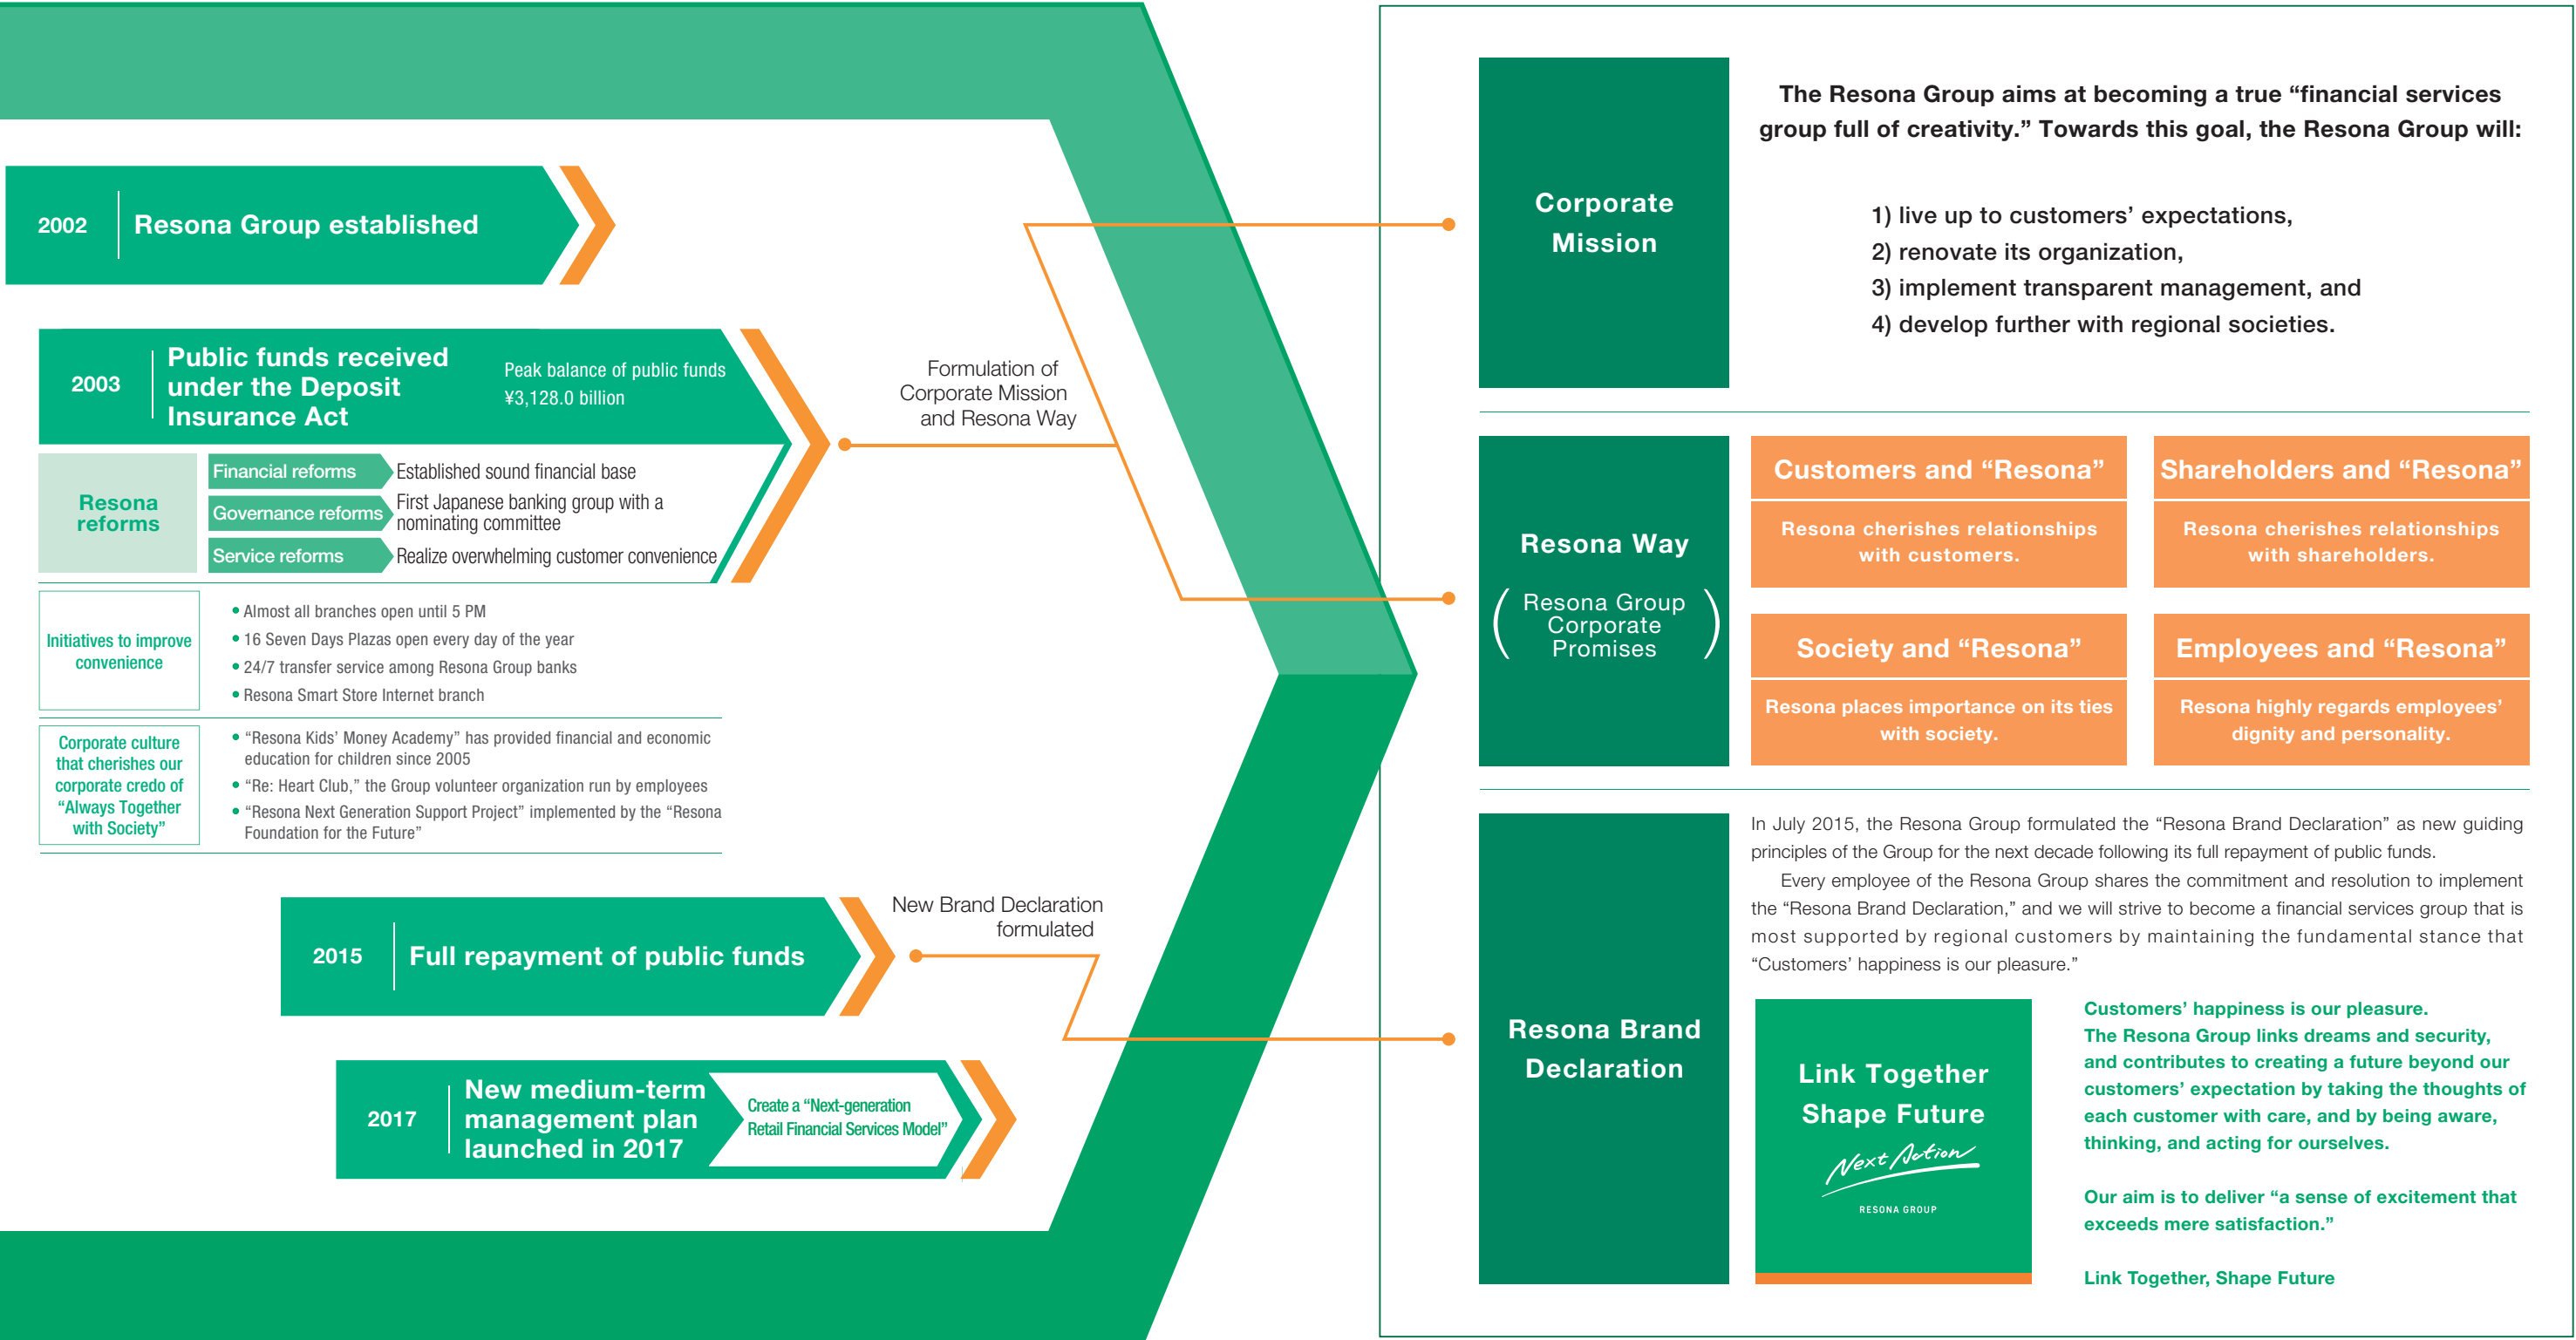 2002
Resona Group established
2003
Public funds received
under the Deposit
Insurance Act
Peak balance of public funds
¥3,128.0 billion
Resona
reforms
Financial reforms
Established sound financial base
Governance reforms
First Japanese banking group with a
nominating committee
Service reforms
Realize overwhelming customer convenience
Initiatives to improve
convenience
• Almost all branches open until 5 PM
• 16 Seven Days Plazas open every day of the year
• 24/7 transfer service among Resona Group banks
• Resona Smart Store Internet branch
Corporate culture
that cherishes our
corporate credo of
“Always Together
with Society”
• “Resona Kids’ Money Academy” has provided financial and economic
education for children since 2005
• “Re: Heart Club,” the Group volunteer organization run by employees
• “Resona Next Generation Support Project” implemented by the “Resona
Foundation for the Future”
2015
Full repayment of public funds
2017
New medium-term
management plan
launched in 2017
Create a “Next-generation
Retail Financial Services Model”
Formulation of
Corporate Mission
and Resona Way
New Brand Declaration
formulated
Corporate
Mission
The Resona Group aims at becoming a true “financial services
group full of creativity.” Towards this goal, the Resona Group will:
1) live up to customers’ expectations,
2) renovate its organization,
3) implement transparent management, and
4) develop further with regional societies.
Resona Way
(Resona Group
Corporate
Promises)
Customers and “Resona”
Resona cherishes relationships
with customers.
Shareholders and “Resona”
Resona cherishes relationships
with shareholders.
Society and “Resona”
Resona places importance on its ties
with society.
Employees and “Resona”
Resona highly regards employees’
dignity and personality.
Resona Brand
Declaration
In July 2015, the Resona Group formulated the “Resona Brand Declaration” as new guiding
principles of the Group for the next decade following its full repayment of public funds.
Every employee of the Resona Group shares the commitment and resolution to implement
the “Resona Brand Declaration,” and we will strive to become a financial services group that is
most supported by regional customers by maintaining the fundamental stance that
“Customers’ happiness is our pleasure.”
Link Together
Shape Future
Next Action
RESONA GROUP
Customers’ happiness is our pleasure.
The Resona Group links dreams and security,
and contributes to creating a future beyond our
customers’ expectation by taking the thoughts of
each customer with care, and by being aware,
thinking, and acting for ourselves.
Our aim is to deliver “a sense of excitement that
exceeds mere satisfaction.”
Link Together, Shape Future